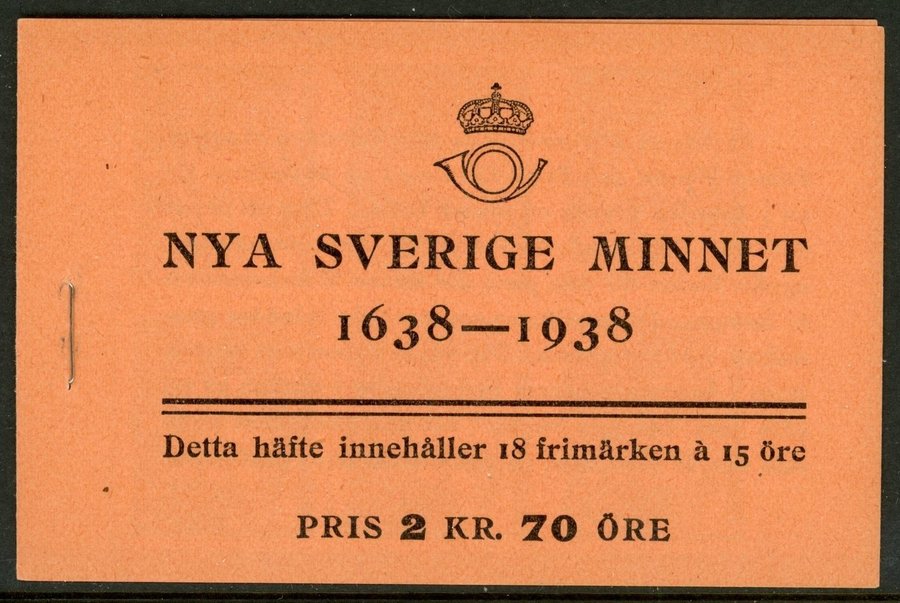 NYA SVERIGE MINNET
1638—1938
Detta häfte innehåller 18 frimärken à 15 öre
PRIS 2 KR. 70 ÖRE